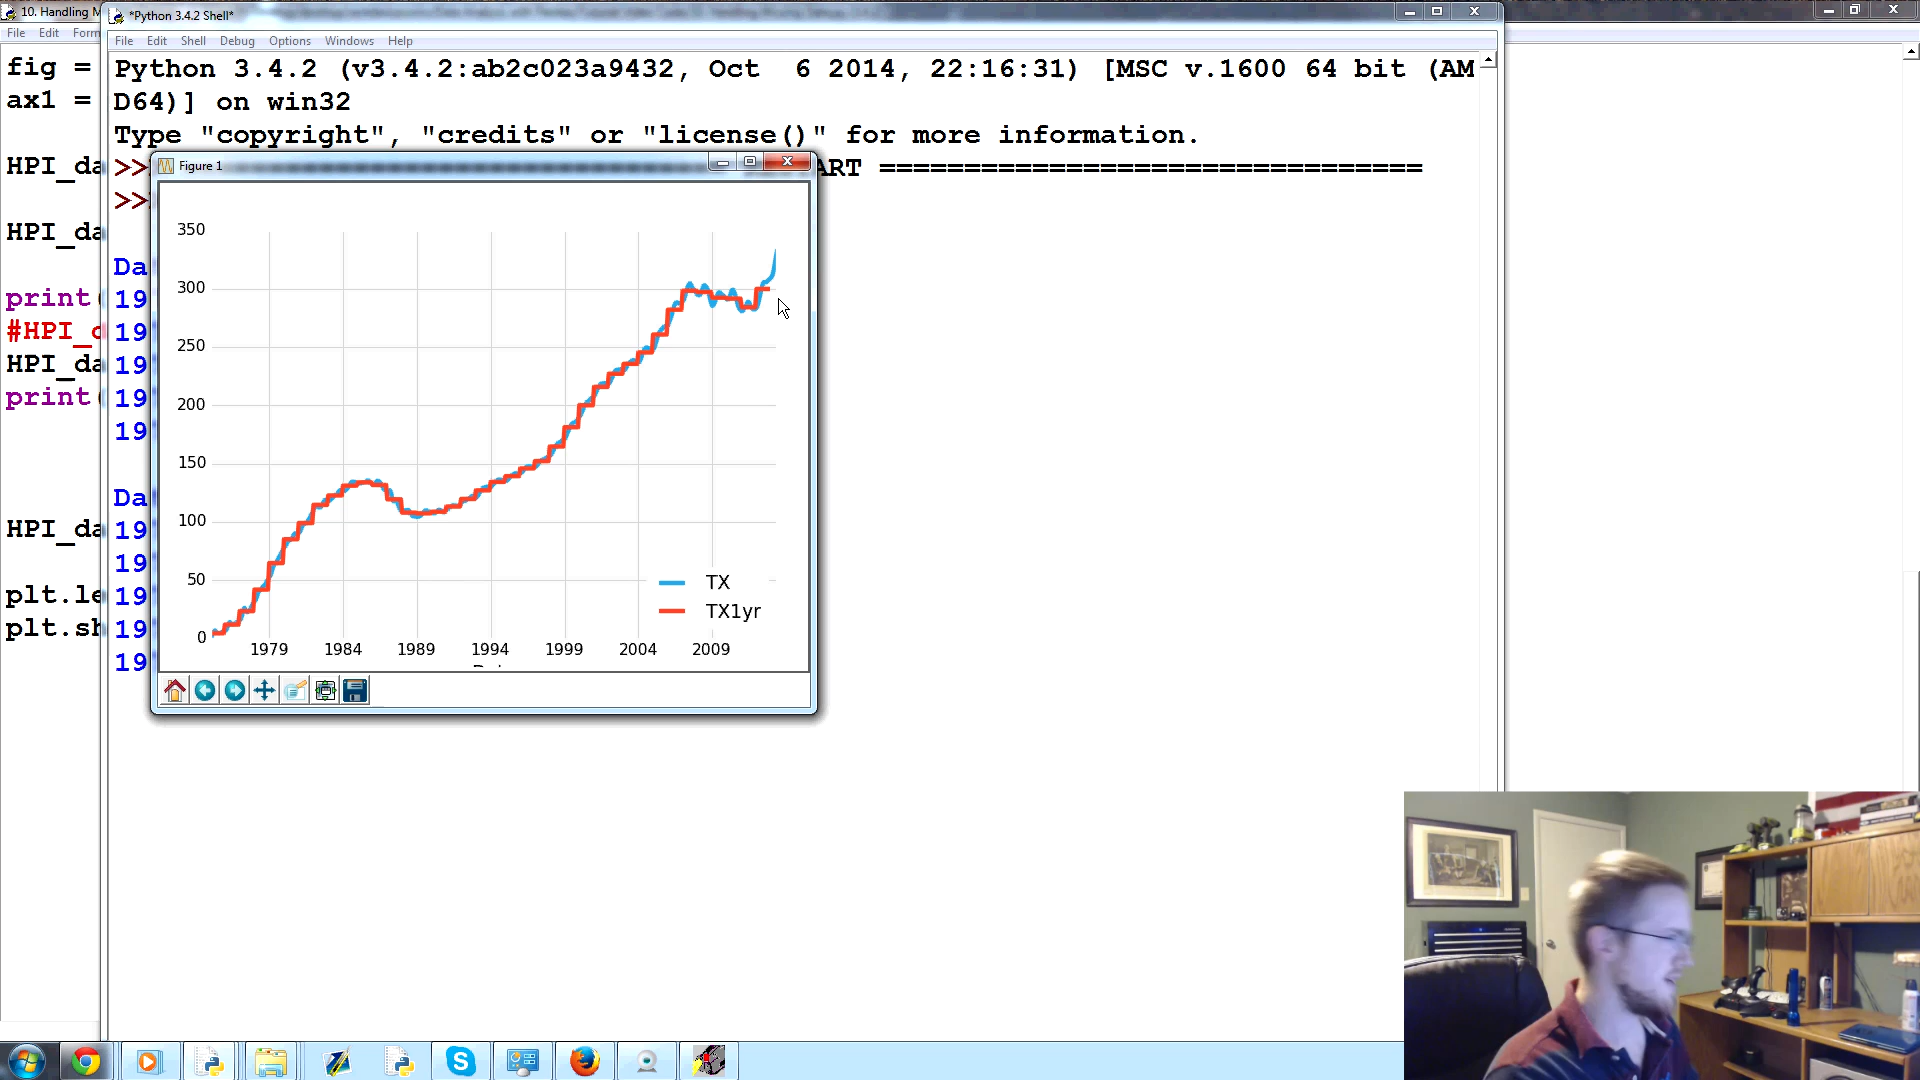 10. Handling M
*Python 3.4.2 Shell*
File Edit Form
File Edit Shell Debug Options Windows Help
fig =
ax1 =
HPI_da
HPI_da
print(
#HPI_d
HPI_da
print(
HPI_da
plt.le
plt.sh
Python 3.4.2 (v3.4.2:ab2c023a9432, Oct  6 2014, 22:16:31) [MSC v.1600 64 bit (AM
D64)] on win32
Type "copyright", "credits" or "license()" for more information.
>> ART ================================
>>
Da
19
19
19
19
19
Da
19
19
19
19
19
Figure 1
350
300
250
200
150
100
50
0
TX
TX1yr
1979 1984 1989 1994 1999 2004 2009